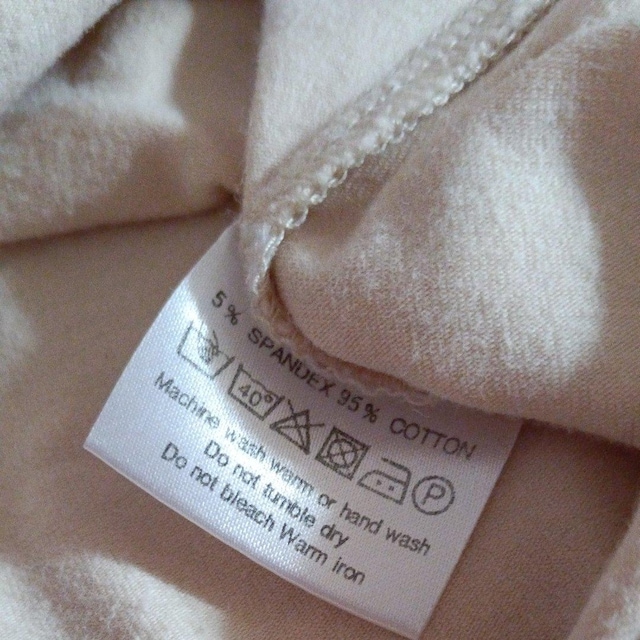 5% SPANDEX 95% COTTON
40° P
Machine wash warm or hand wash
Do not tumble dry
Do not bleach Warm iron